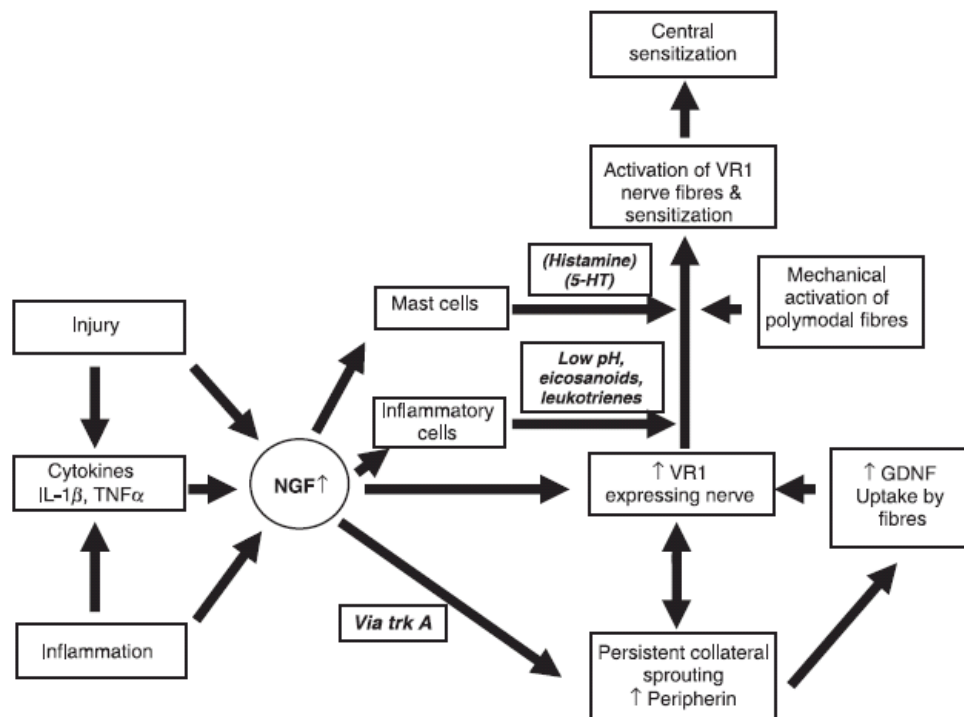 Central
sensitization
Activation of VR1
nerve fibres &
sensitization
(Histamine)
(5-HT)
Mast cells
Mechanical
activation of
polymodal fibres
Injury
Low pH,
eicosanoids,
leukotrienes
Inflammatory
cells
Cytokines
IL-1β, TNFα
NGF↑
↑ VR1
expressing nerve
↑ GDNF
Uptake by
fibres
Via trk A
Inflammation
Persistent collateral
sprouting
↑ Peripherin